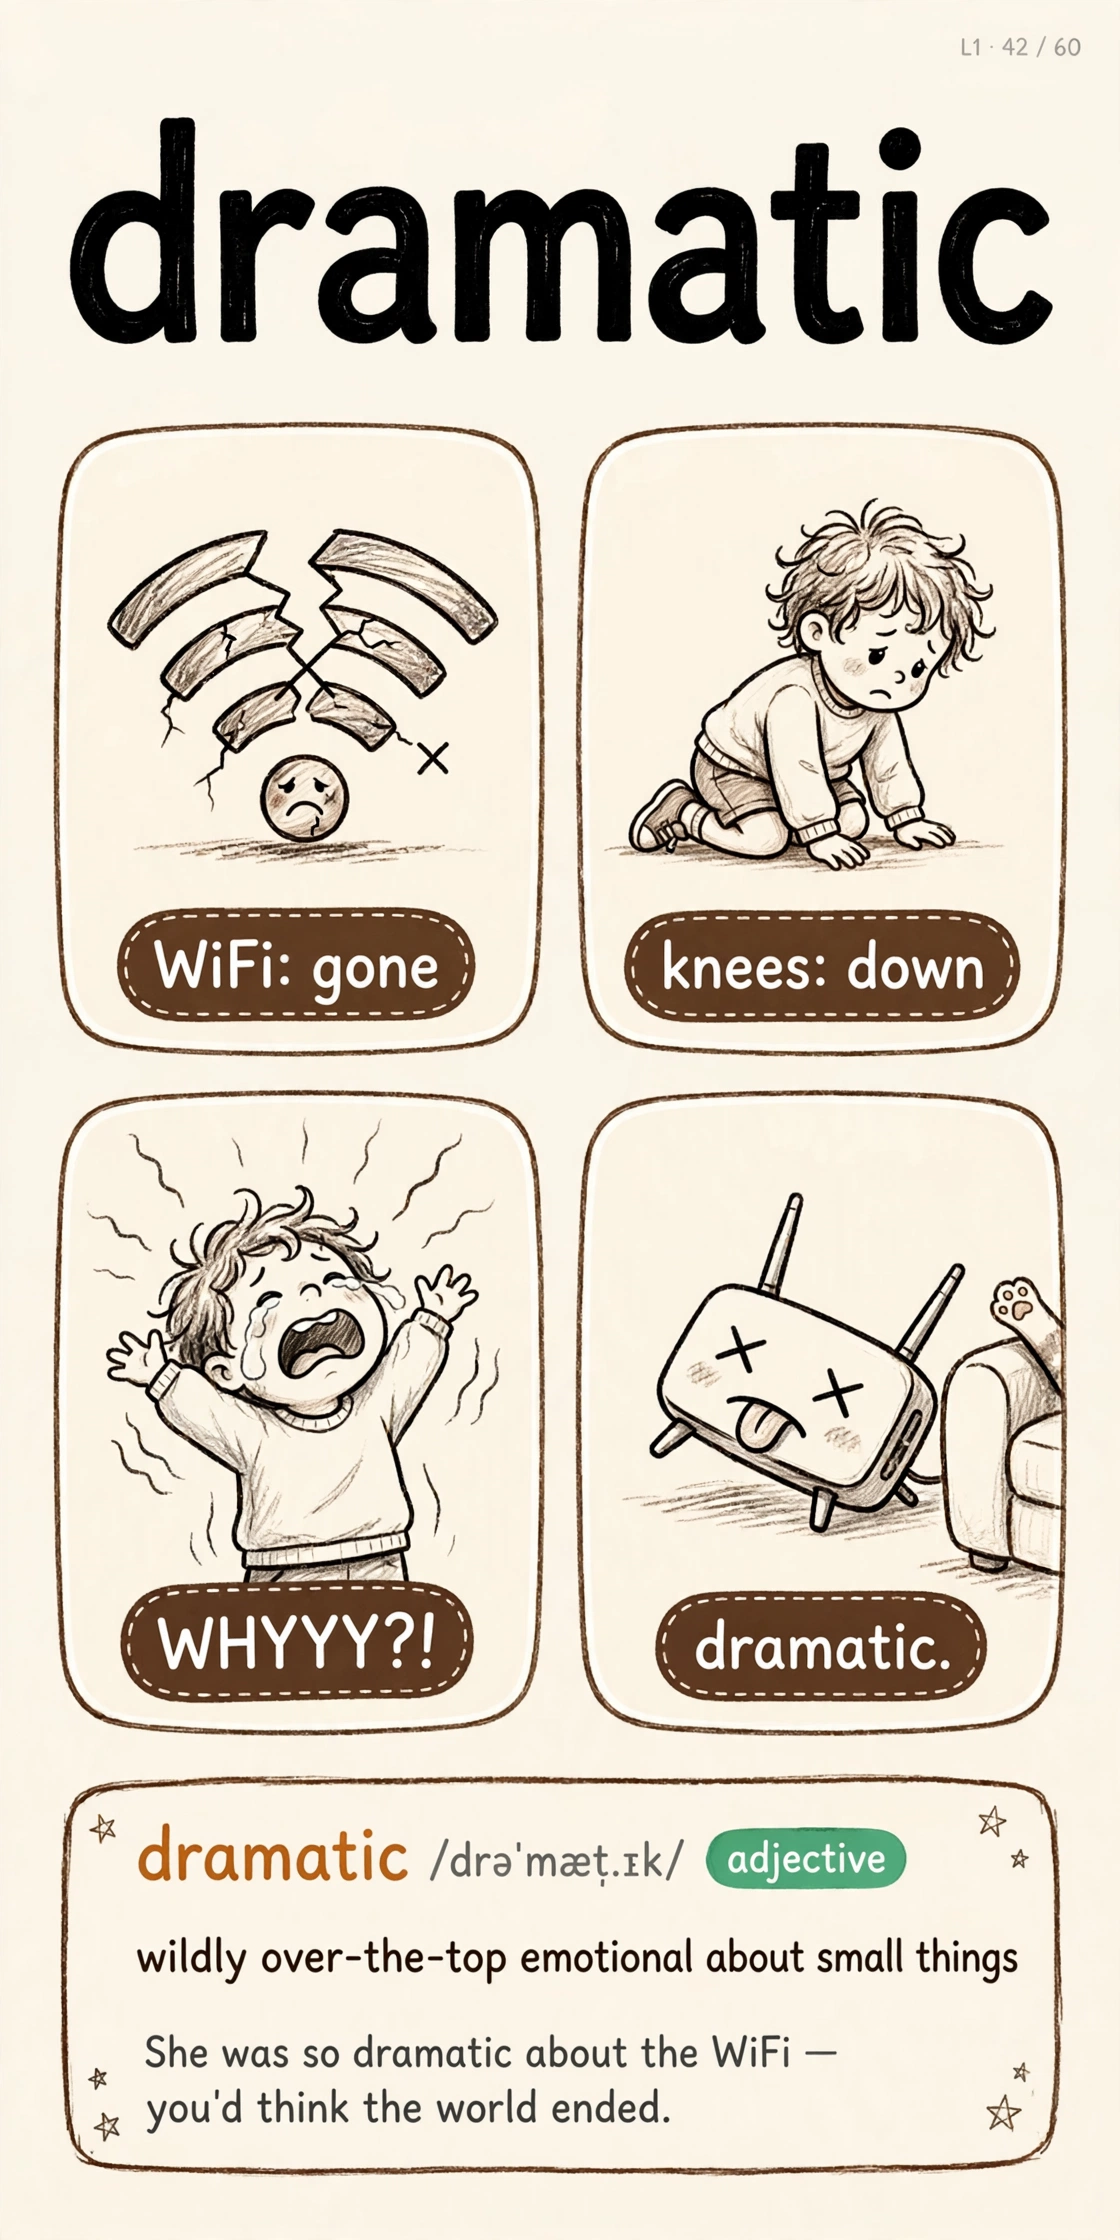 L1 · 42 / 60
dramatic
WiFi: gone
knees: down
WHYYY?!
dramatic.
dramatic /drəˈmæt̬.ɪk/ adjective
wildly over-the-top emotional about small things
She was so dramatic about the WiFi —
you'd think the world ended.